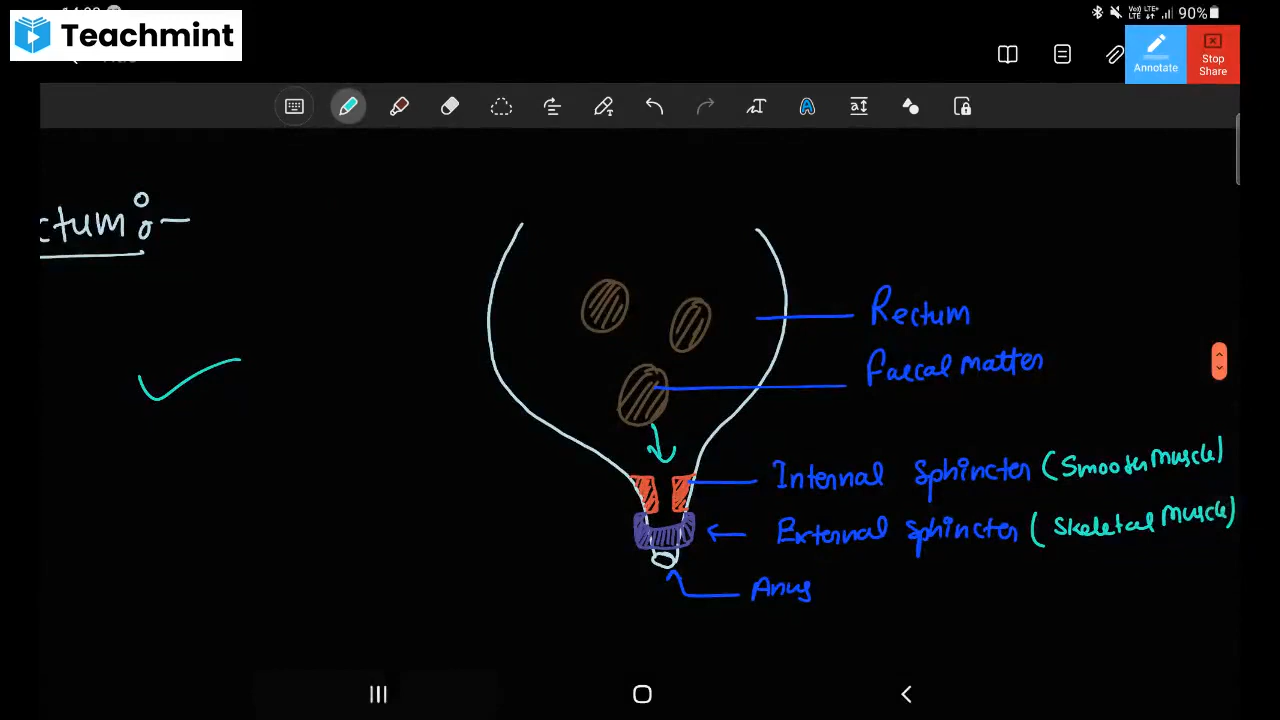 Teachmint
90%
Annotate
Stop
Share
ctum :-
Rectum
faecal matter
Internal Sphincter (Smooth muscle)
External Sphincter (Skeletal muscle)
Anus